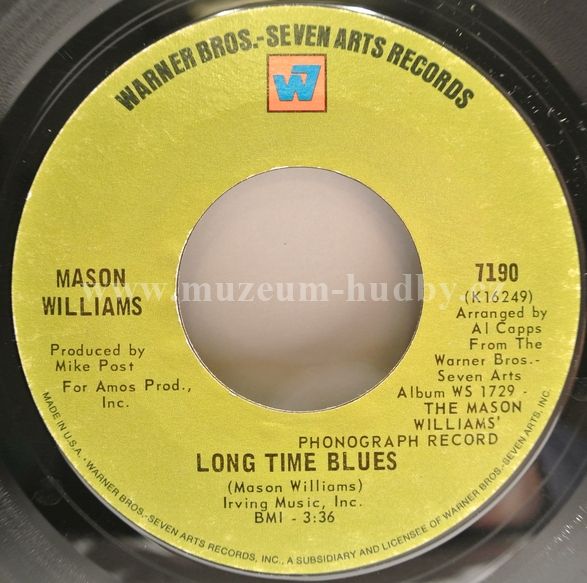 WARNER BROS.-SEVEN ARTS RECORDS
W7
MASON
WILLIAMS
Produced by
Mike Post
For Amos Prod.,
Inc.
7190
(K16249)
Arranged by
Al Capps
From The
Warner Bros.-
Seven Arts
Album WS 1729 -
THE MASON
WILLIAMS'
PHONOGRAPH RECORD
www.muzeum-hudby.cz
LONG TIME BLUES
(Mason Williams)
Irving Music, Inc.
BMI - 3:36
MADE IN U.S.A. • WARNER BROS.-SEVEN ARTS RECORDS, INC., A SUBSIDIARY AND LICENSEE OF WARNER BROS.-SEVEN ARTS, INC.